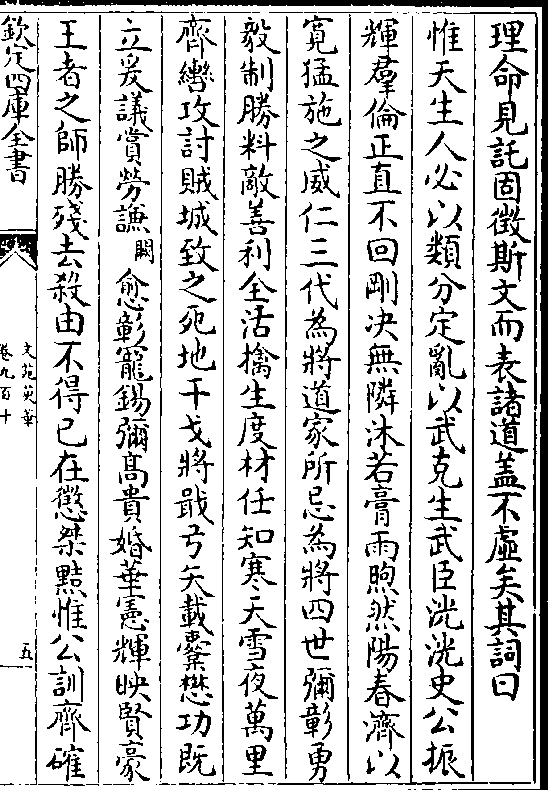 理命見託固徵斯文而表諸道盖不虛矣其詞曰
惟天生人必以類分定亂以武克生武臣洸洸史公振
輝羣倫正直不回剛决無隣沐若膏雨煦然陽春濟以
寛猛施之威仁三代為將道家所忌為將四世彌彰勇
毅制勝料敵善利全活擒生度材任知寒天雪夜萬里
齊轡攻討賊城致之死地干戈將戢弓矢載櫜懋功既
立爰議賞勞謙闕愈彰寵錫彌髙貴婚華憲輝映賢豪
王者之師勝殘去殺由不得已在懲桀黠惟公訓齊確
欽定四庫全書
文苑英華
卷九百十
五